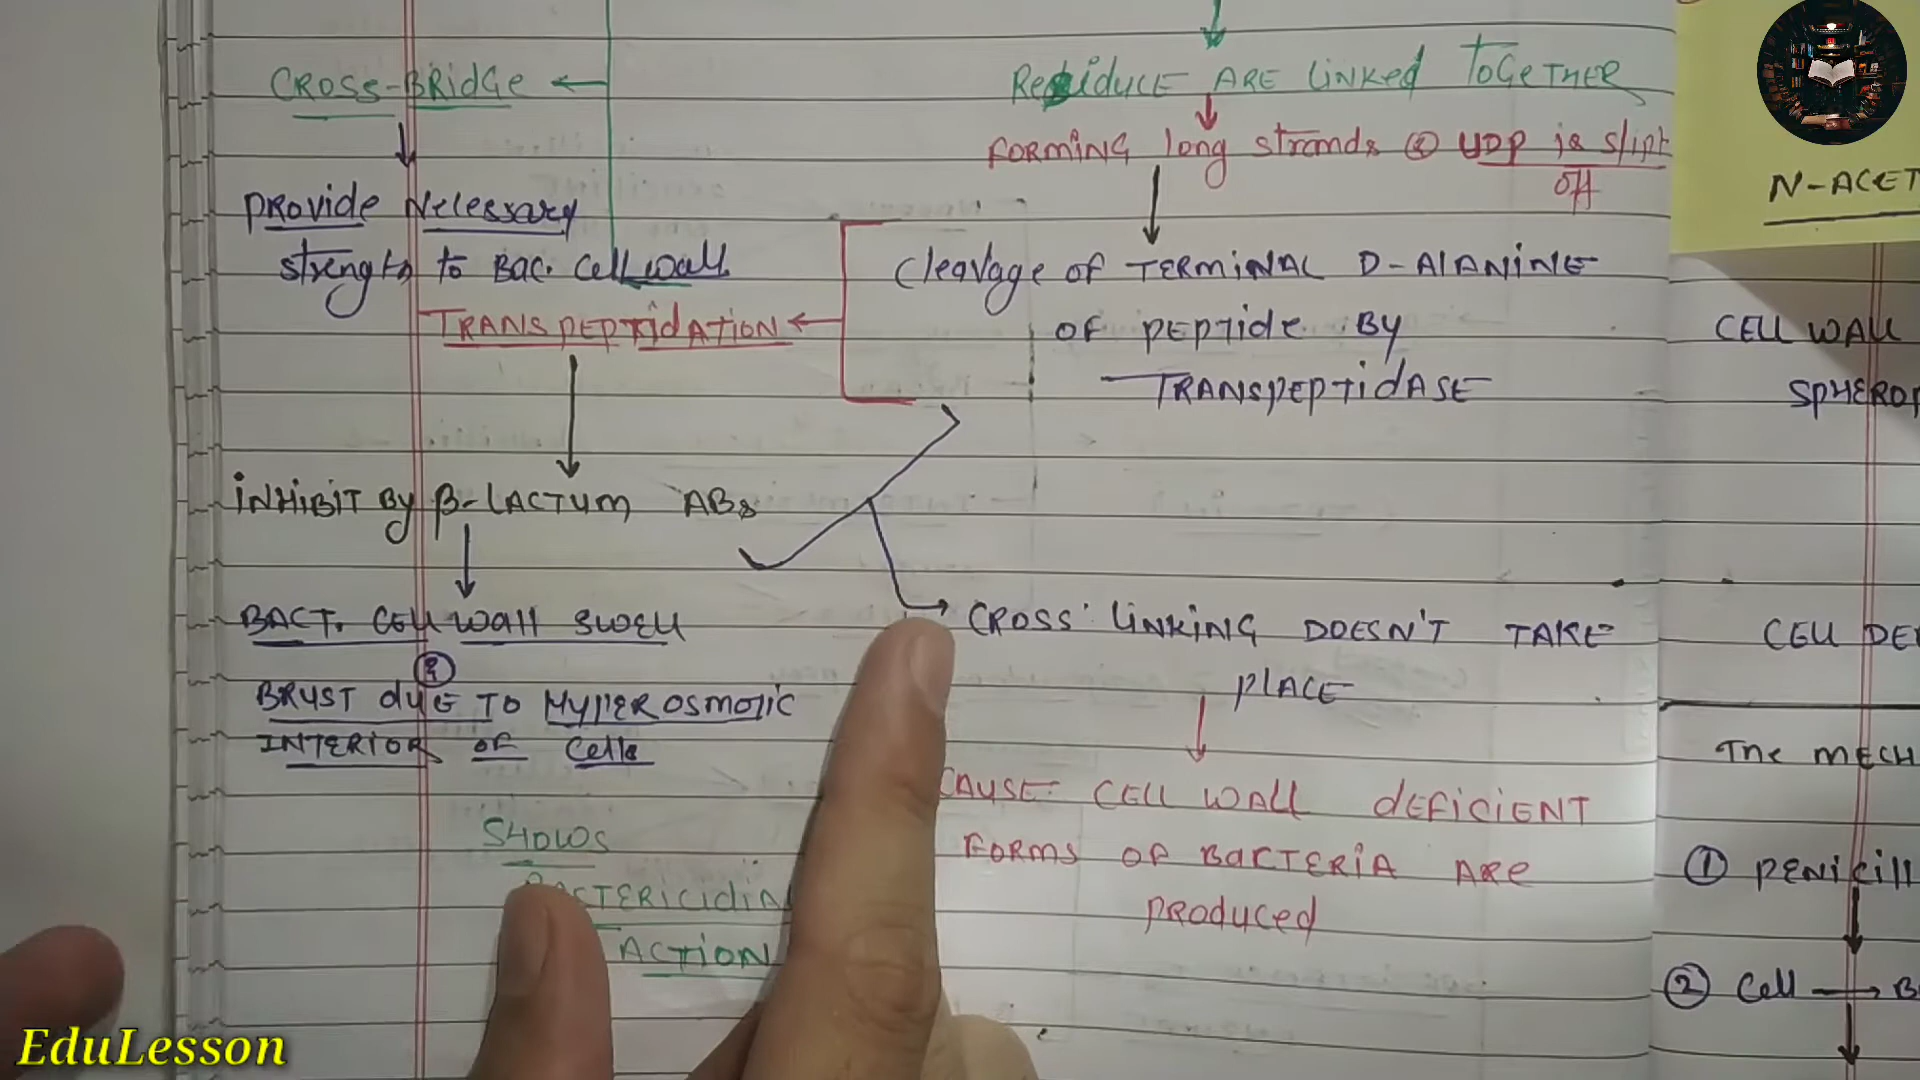 CROSS-BRIDGE ←
PROVIDE Necessary
strength to BAC. Cell wall
TRANSPEPTIDATION ←
INHIBIT By β-LACTUM ABs
BACT. CELL WALL SWELL
&
BRUST dUE TO HYPEROSMOTIC
INTERIOR OF Cells
SHOWS
BACTERICIDIAL
ACTION
ResiduCE ARE linked ToGeTHER
FORMING long strands & UDP is slipt
off
Cleavage of TERMINAL D-AlANINE
OF PEPTIDE BY
TRANSPEPTIDASE
CROSS linking DOESN'T TAKE
PLACE
CAUSE CELL WALL dEFICIENT
FORMS OF BACTERIA ARE
PRODUCED
N-ACET
CELL WALL
SPHEROP
CELL DE
The MECH
① PENICILL
② Cell → B
EduLesson